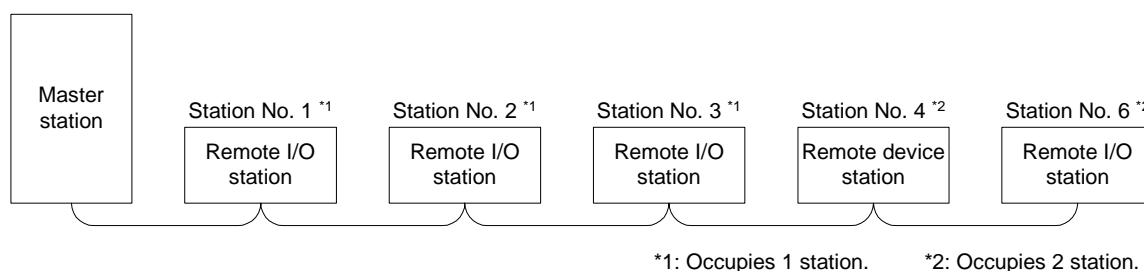 Master
station
Station No. 1 *1
Station No. 2 *1
Station No. 3 *1
Station No. 4 *2
Station No. 6 *2
Remote I/O
station
Remote I/O
station
Remote I/O
station
Remote device
station
Remote I/O
station
*1: Occupies 1 station.
*2: Occupies 2 station.